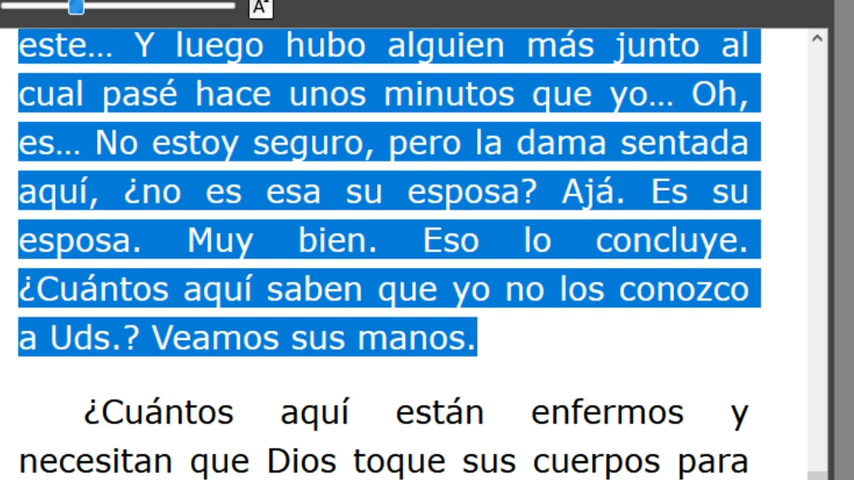 A
este... Y luego hubo alguien más junto al
cual pasé hace unos minutos que yo... Oh,
es... No estoy seguro, pero la dama sentada
aquí, ¿no es esa su esposa? Ajá. Es su
esposa. Muy bien. Eso lo concluye.
¿Cuántos aquí saben que yo no los conozco
a Uds.? Veamos sus manos.
¿Cuántos aquí están enfermos y
necesitan que Dios toque sus cuerpos para